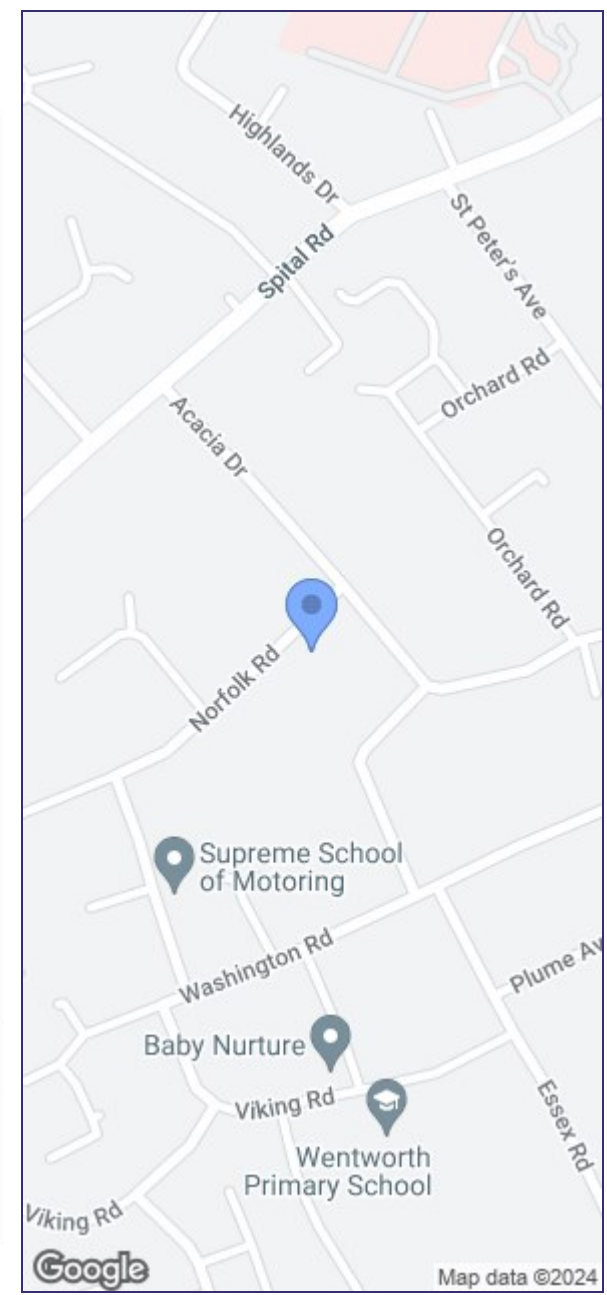 Highlands Dr
Spital Rd
St Peter's Ave
Orchard Rd
Acacia Dr
Orchard Rd
Norfolk Rd
Supreme School
of Motoring
Washington Rd
Plume Av
Baby Nurture
Viking Rd
Essex Rd
Wentworth
Primary School
Viking Rd
Google
Map data ©2024